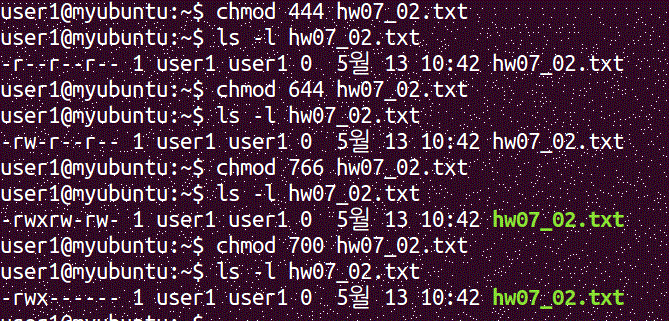 user1@myubuntu:~$ chmod 444 hw07_02.txt
user1@myubuntu:~$ ls -l hw07_02.txt
-r--r--r-- 1 user1 user1 0  5월 13 10:42 hw07_02.txt
user1@myubuntu:~$ chmod 644 hw07_02.txt
user1@myubuntu:~$ ls -l hw07_02.txt
-rw-r--r-- 1 user1 user1 0  5월 13 10:42 hw07_02.txt
user1@myubuntu:~$ chmod 766 hw07_02.txt
user1@myubuntu:~$ ls -l hw07_02.txt
-rwxrw-rw- 1 user1 user1 0  5월 13 10:42 hw07_02.txt
user1@myubuntu:~$ chmod 700 hw07_02.txt
user1@myubuntu:~$ ls -l hw07_02.txt
-rwx------ 1 user1 user1 0  5월 13 10:42 hw07_02.txt
user1@myubuntu:~$